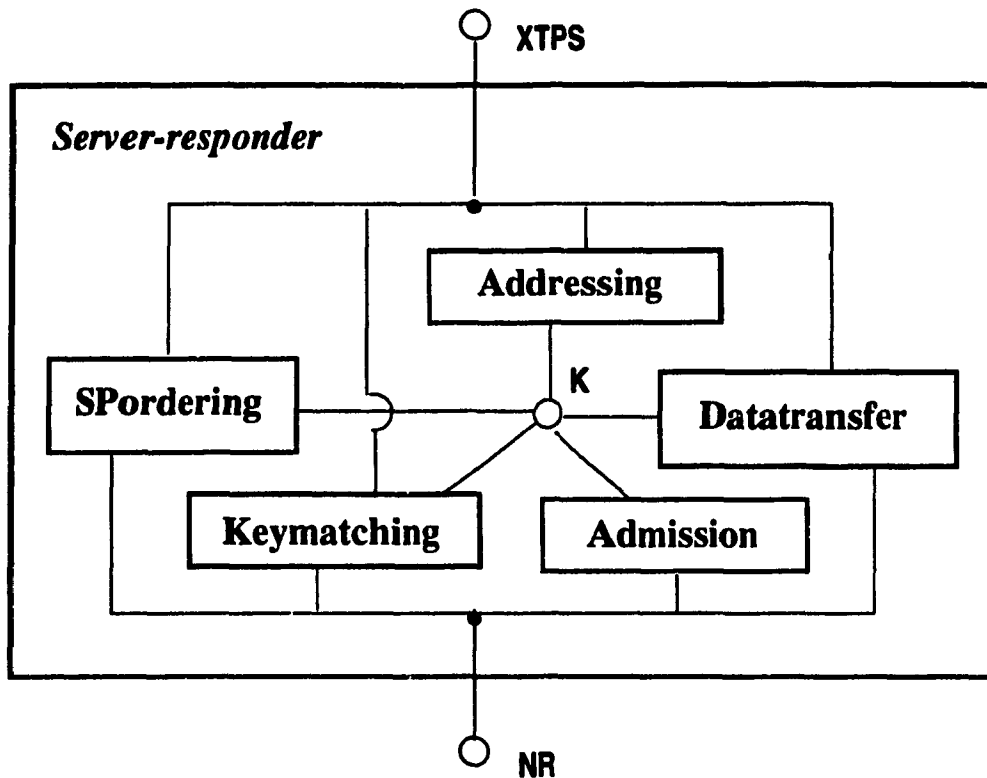 XTPS
Server-responder
Addressing
K
SPordering
Datatransfer
Keymatching
Admission
NR